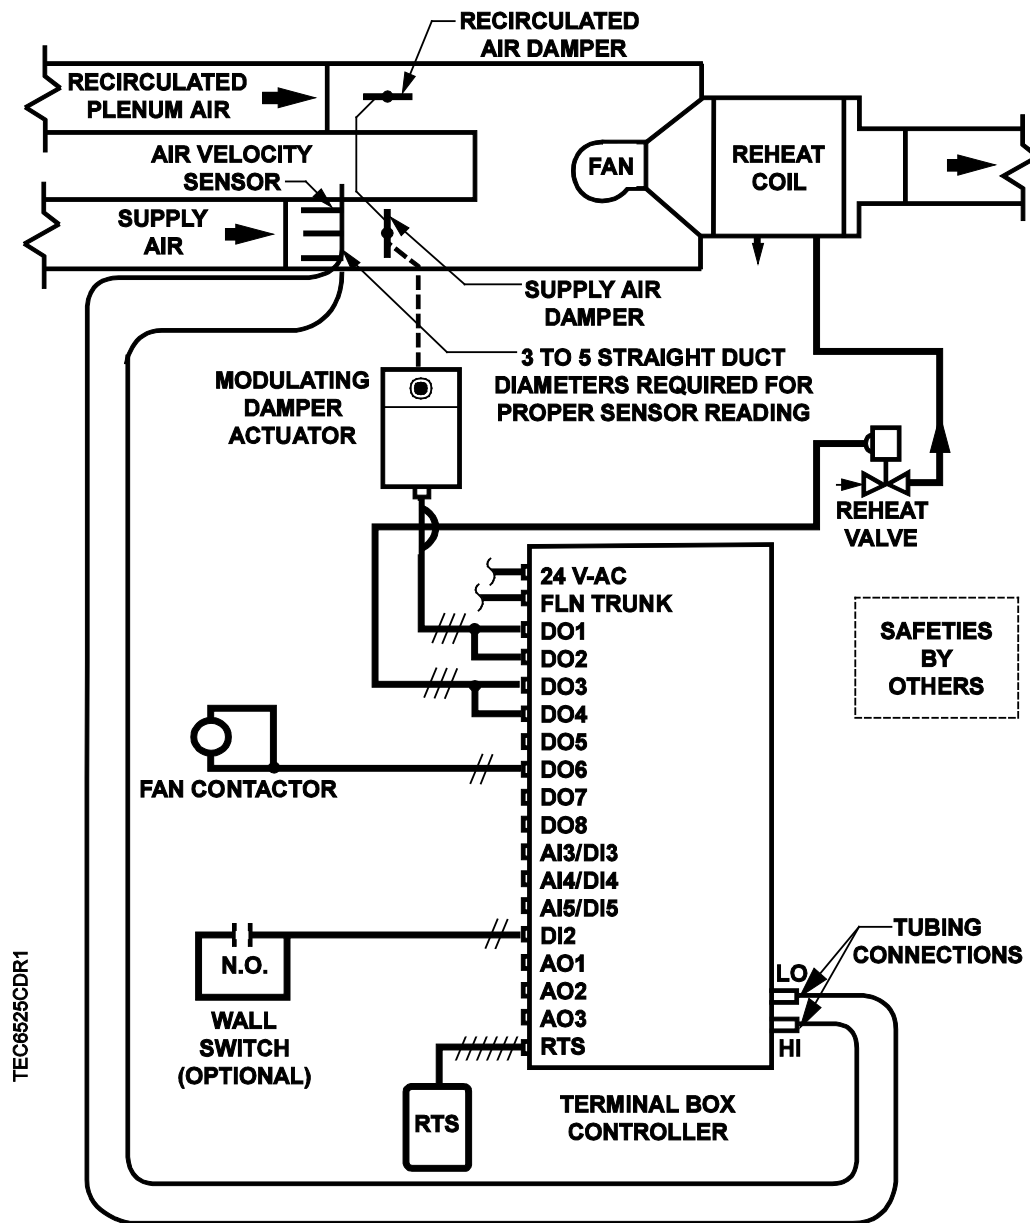 RECIRCULATED
AIR DAMPER
RECIRCULATED
PLENUM AIR
AIR VELOCITY
SENSOR
FAN
REHEAT
COIL
SUPPLY
AIR
SUPPLY AIR
DAMPER
3 TO 5 STRAIGHT DUCT
DIAMETERS REQUIRED FOR
PROPER SENSOR READING
MODULATING
DAMPER
ACTUATOR
REHEAT
VALVE
24 V-AC
FLN TRUNK
DO1
DO2
DO3
DO4
DO5
DO6
DO7
DO8
AI3/DI3
AI4/DI4
AI5/DI5
DI2
AO1
AO2
AO3
RTS
SAFETIES
BY
OTHERS
FAN CONTACTOR
N.O.
WALL
SWITCH
(OPTIONAL)
TUBING
CONNECTIONS
LO
HI
RTS
TERMINAL BOX
CONTROLLER
TEC6525CDR1